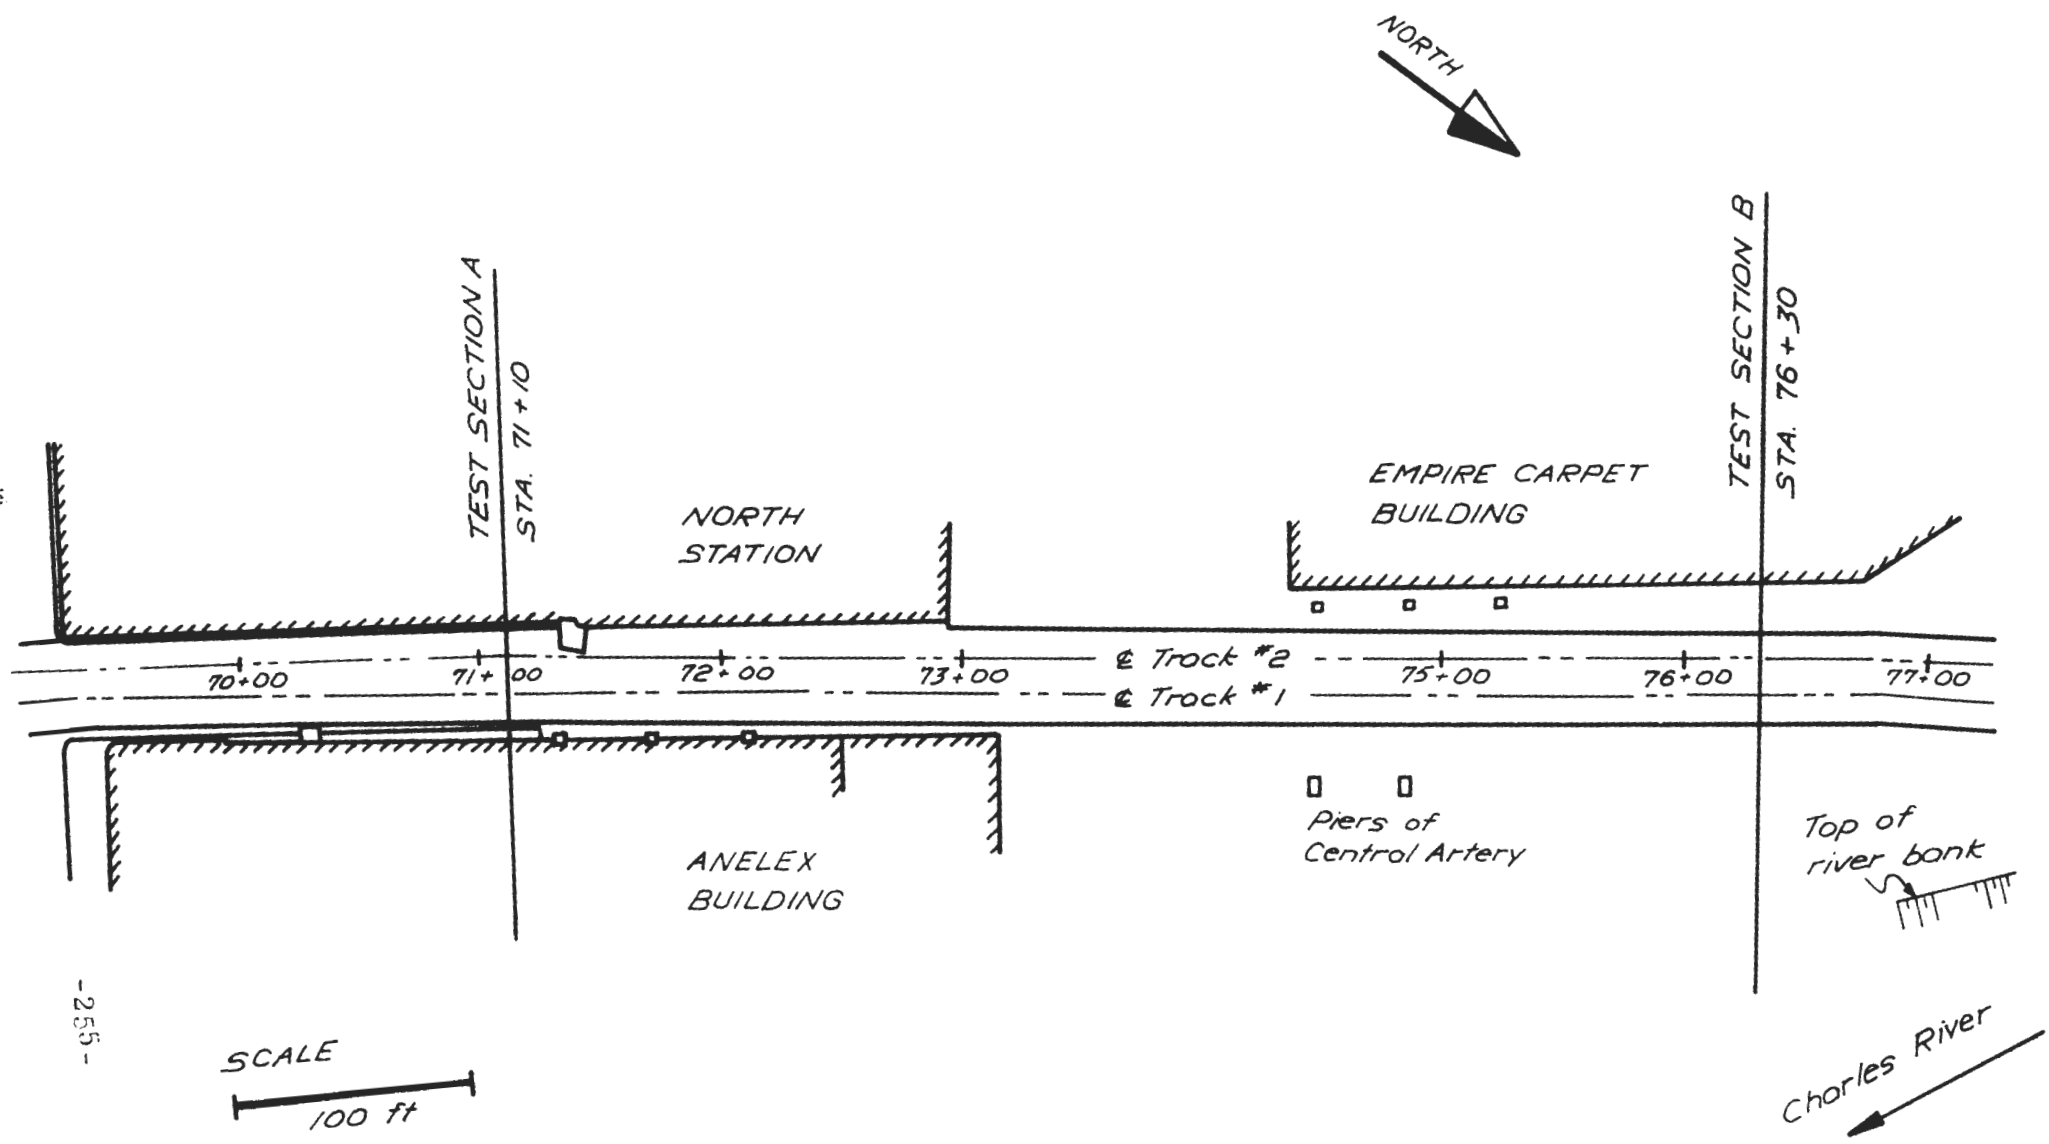 NORTH
TEST SECTION A
STA. 71+10
TEST SECTION B
STA. 76+30
NORTH
STATION
EMPIRE CARPET
BUILDING
℄ Track #2
70+00
71+00
72+00
73+00
75+00
76+00
77+00
℄ Track #1
ANELEX
BUILDING
Piers of
Central Artery
Top of
river bank
-255-
SCALE
100 ft
Charles River